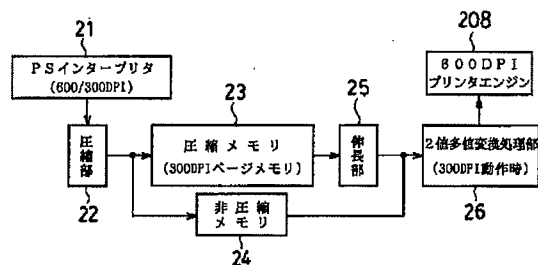 21
PSインタープリタ
(600/300DPI)
圧縮部
22
23
圧縮メモリ
(300DPIページメモリ)
非圧縮
メモリ
24
25
伸長部
208
600DPI
プリンタエンジン
2倍多値変換処理部
(300DPI動作時)
26